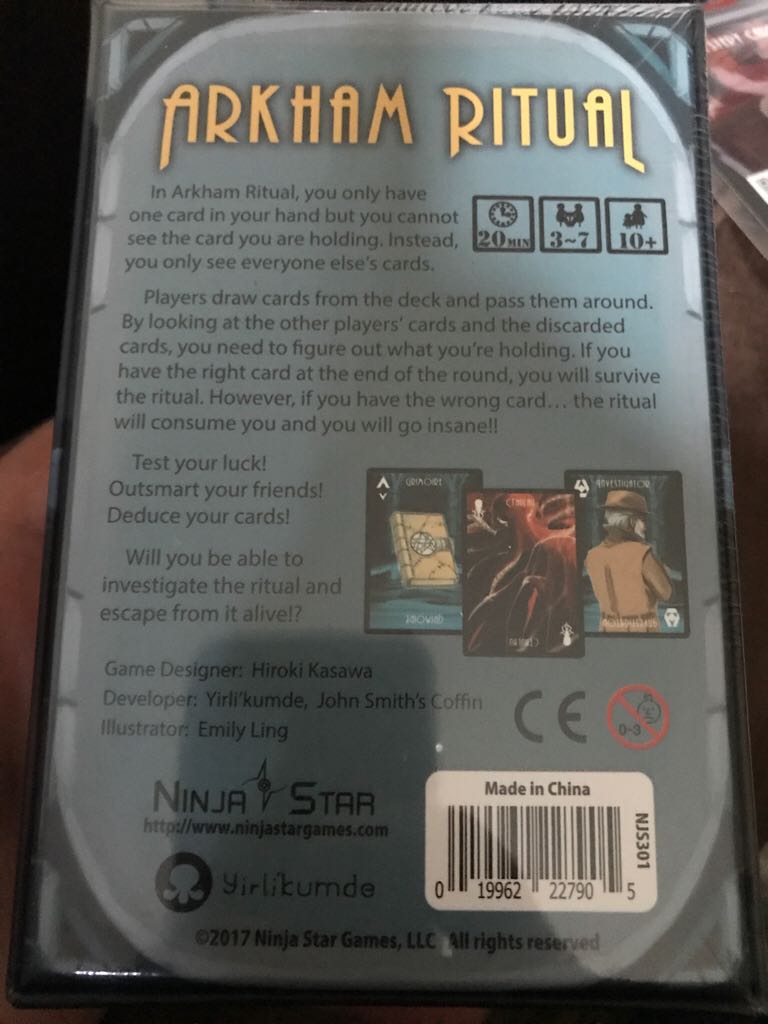 ARKHAM RITUAL
In Arkham Ritual, you only have
one card in your hand but you cannot
see the card you are holding. Instead,
you only see everyone else's cards.
20 MIN 3~7 10+
Players draw cards from the deck and pass them around.
By looking at the other players' cards and the discarded
cards, you need to figure out what you're holding. If you
have the right card at the end of the round, you will survive
the ritual. However, if you have the wrong card... the ritual
will consume you and you will go insane!!
Test your luck!
Outsmart your friends!
Deduce your cards!
Will you be able to
investigate the ritual and
escape from it alive!?
GRIMOIRE
GRIMOIRE
CTHULHU
CTHULHU
INVESTIGATOR
INVESTIGATOR
Game Designer: Hiroki Kasawa
Developer: Yirli'kumde, John Smith's Coffin
Illustrator: Emily Ling
CE
0-3
NINJA STAR
http://www.ninjastargames.com
Yirlikumde
Made in China
NJS301
0 19962 22790 5
©2017 Ninja Star Games, LLC All rights reserved